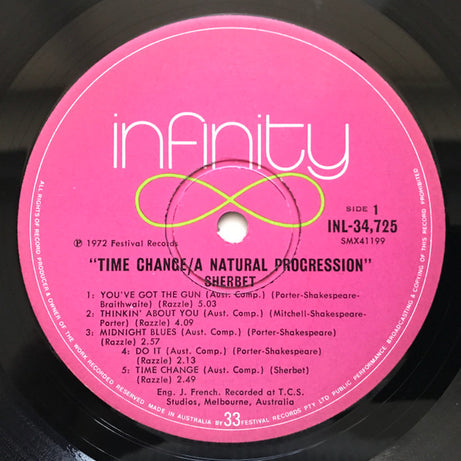 infinity
SIDE 1
INL-34,725
SMX41199
℗ 1972 Festival Records
"TIME CHANGE/A NATURAL PROGRESSION"
SHERBET
1: YOU'VE GOT THE GUN (Aust. Comp.) (Porter-Shakespeare-
Braithwaite) (Razzle) 5.03
2: THINKIN' ABOUT YOU (Aust. Comp.) (Mitchell-Shakespeare-
Porter) (Razzle) 4.09
3: MIDNIGHT BLUES (Aust. Comp.) (Porter-Shakespeare)
(Razzle) 2.57
4: DO IT (Aust. Comp.) (Porter-Shakespeare)
(Razzle) 2.13
5: TIME CHANGE (Aust. Comp.) (Sherbet)
(Razzle) 2.49
Eng. J. French. Recorded at T.C.S.
Studios, Melbourne, Australia
ALL RIGHTS OF RECORD PRODUCER & OWNER OF THE WORK RECORDED RESERVED MADE IN AUSTRALIA BY 33 FESTIVAL RECORDS PTY LTD PUBLIC PERFORMANCE, BROADCASTING & COPYING OF THIS RECORD PROHIBITED